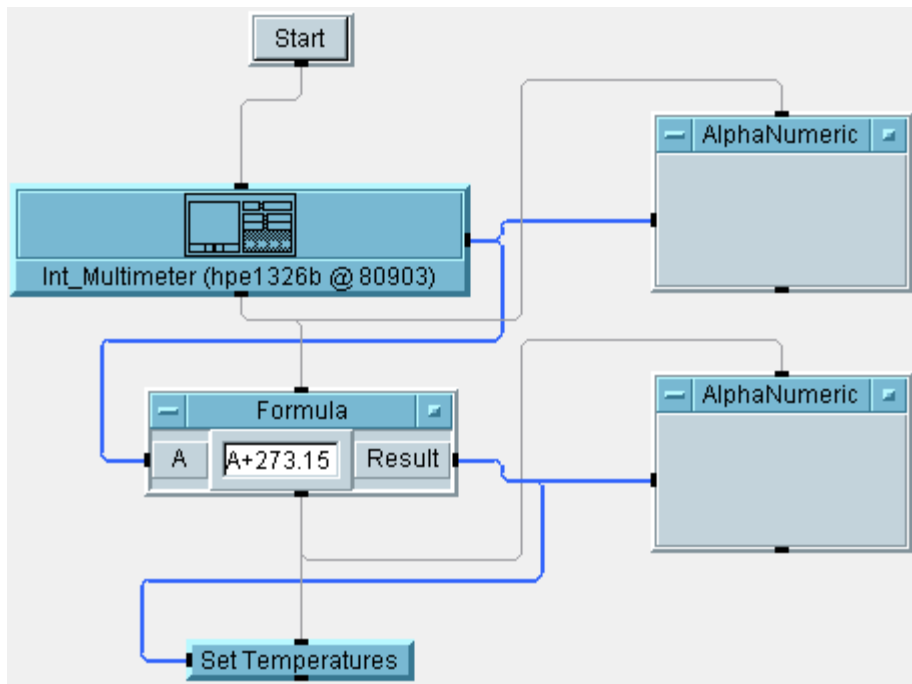 Start
AlphaNumeric
Int_Multimeter (hpe1326b @ 80903)
AlphaNumeric
Formula
A
A+273.15
Result
Set Temperatures